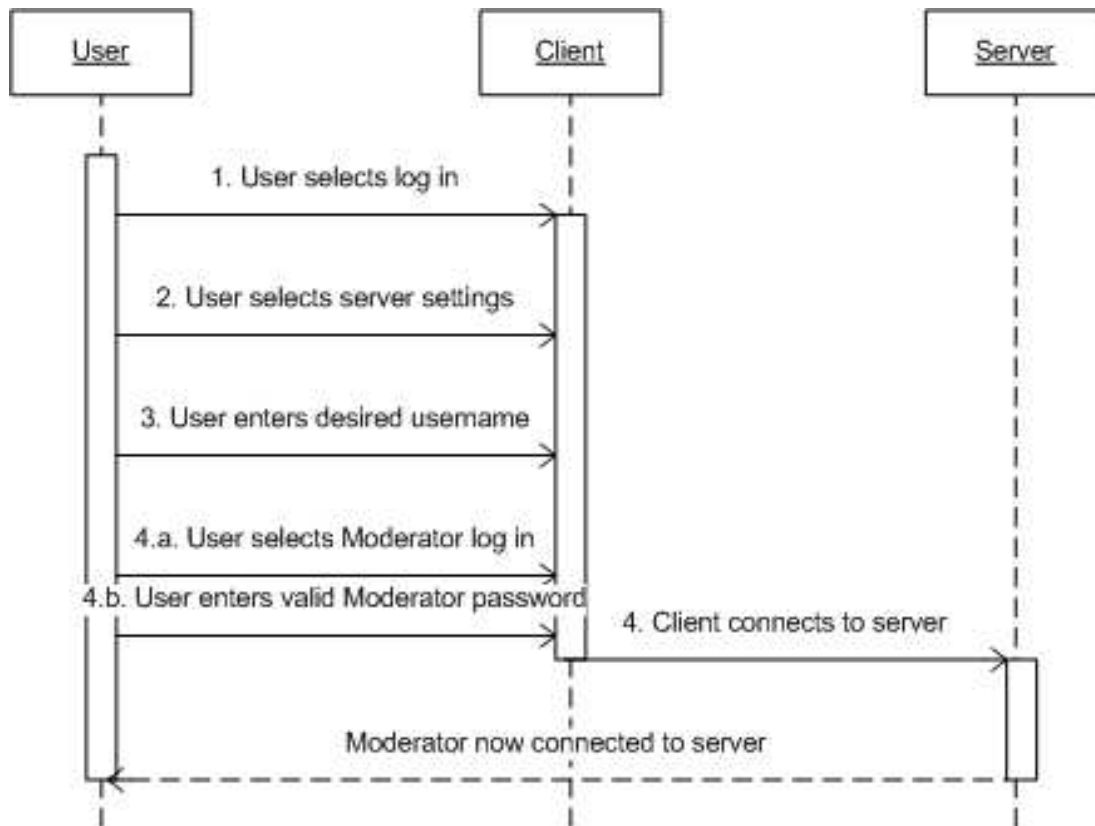 User
Client
Server
1. User selects log in
2. User selects server settings
3. User enters desired username
4.a. User selects Moderator log in
4.b. User enters valid Moderator password
4. Client connects to server
Moderator now connected to server